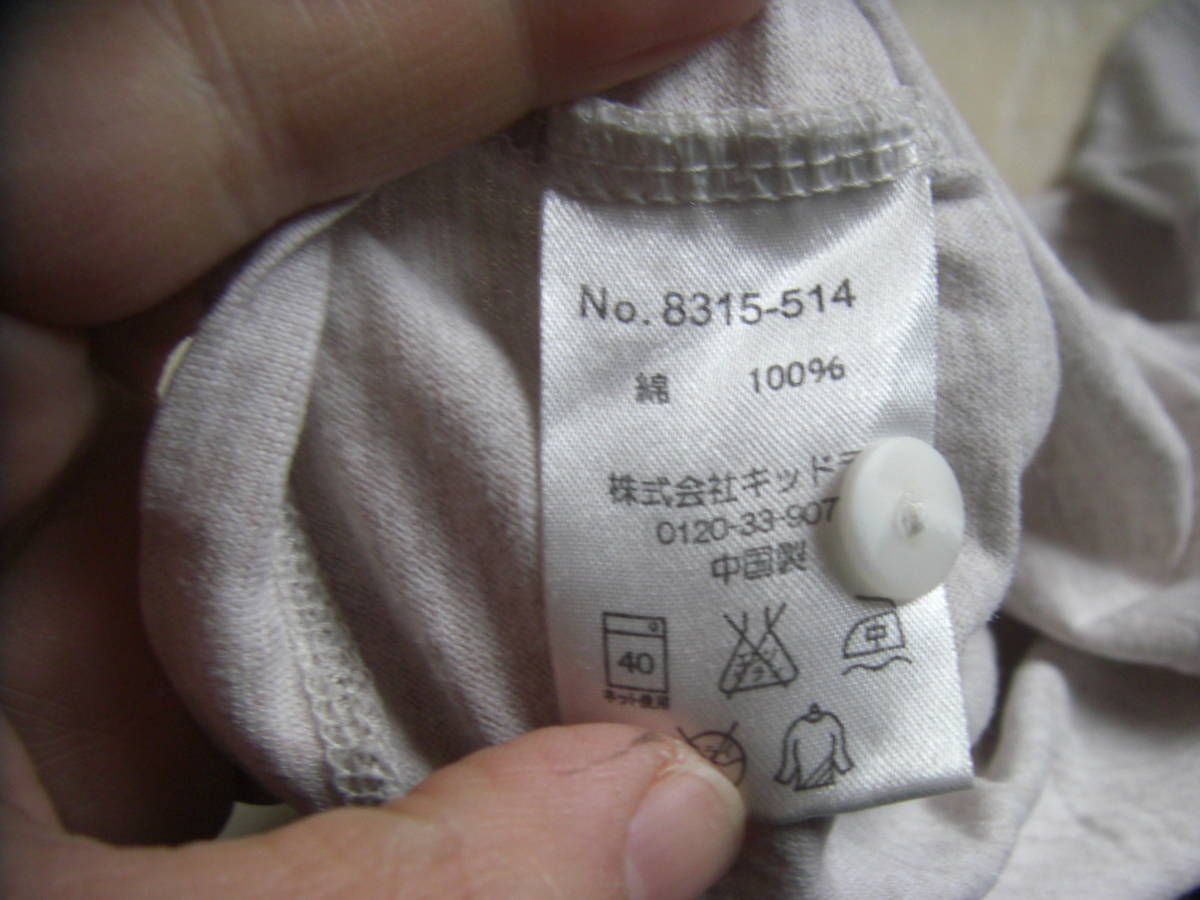 No. 8315-514
綿 100%
株式会社キッド
0120-33-907
中国製
40 中
ネット使用